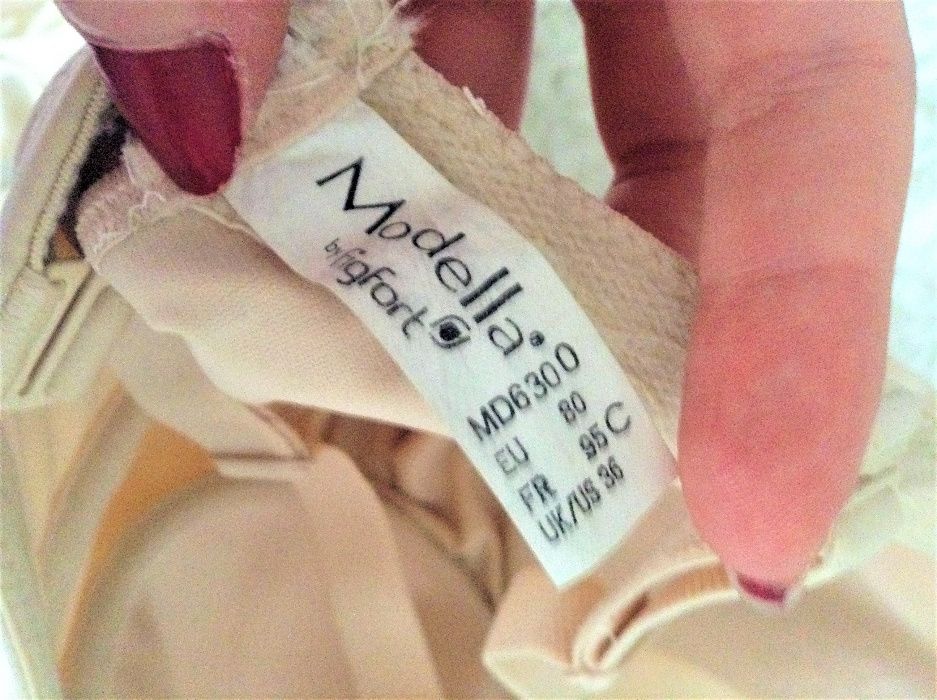 Modella
by figfort
MD6300
EU 80
FR 95 C
UK/US 36